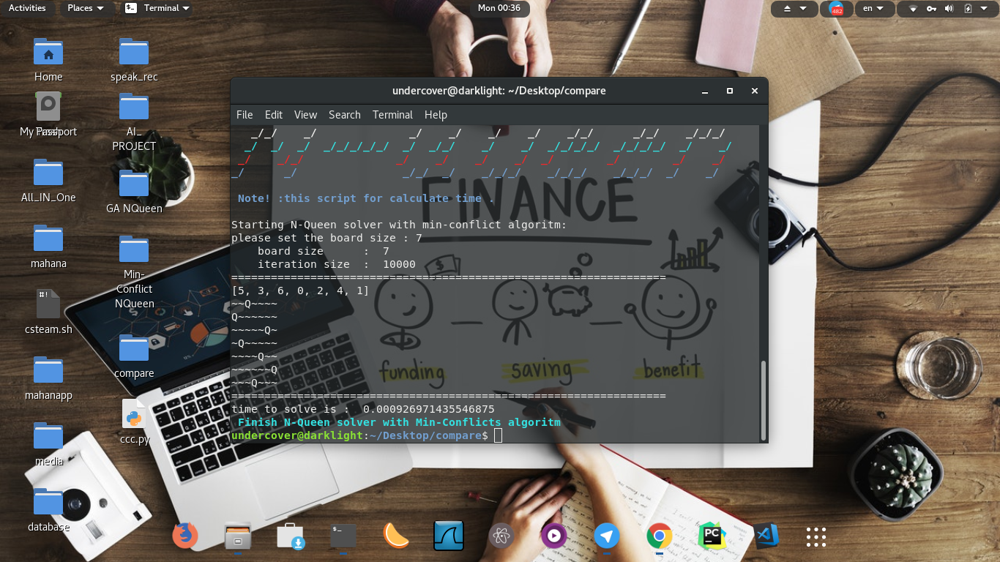 Activities
Places
Terminal
Mon 00:36
482
en
Home
speak_rec
My Passport
Trash
AI_
PROJECT
All_IN_One
GA NQueen
mahana
Min-
Conflict
NQueen
#!
csteam.sh
compare
mahanapp
ccc.py
media
database
undercover@darklight: ~/Desktop/compare
File Edit View Search Terminal Help
   _/_/    _/              _/    _/    _/    _/    _/_/      _/_/    _/_/_/
  _/  _/  _/  _/_/_/_/_/  _/  _/_/    _/    _/  _/_/_/_/  _/_/_/_/  _/    _/
 _/    _/_/              _/    _/    _/    _/  _/        _/        _/    _/
_/      _/                _/_/  _/    _/_/_/    _/_/_/    _/_/_/  _/    _/
Note! :this script for calculate time .
Starting N-Queen solver with min-conflict algoritm:
please set the board size : 7
    board size      :  7
    iteration size  :  10000
==================================================================
[5, 3, 6, 0, 2, 4, 1]
~~Q~~~~
Q~~~~~~
~~~~~Q~
~Q~~~~~
~~~~Q~~
~~~~~~Q
~~~Q~~~
==================================================================
time to solve is :  0.000926971435546875
Finish N-Queen solver with Min-Conflicts algoritm
undercover@darklight:~/Desktop/compare$
FINANCE
funding
saving
benefit
$_
PC